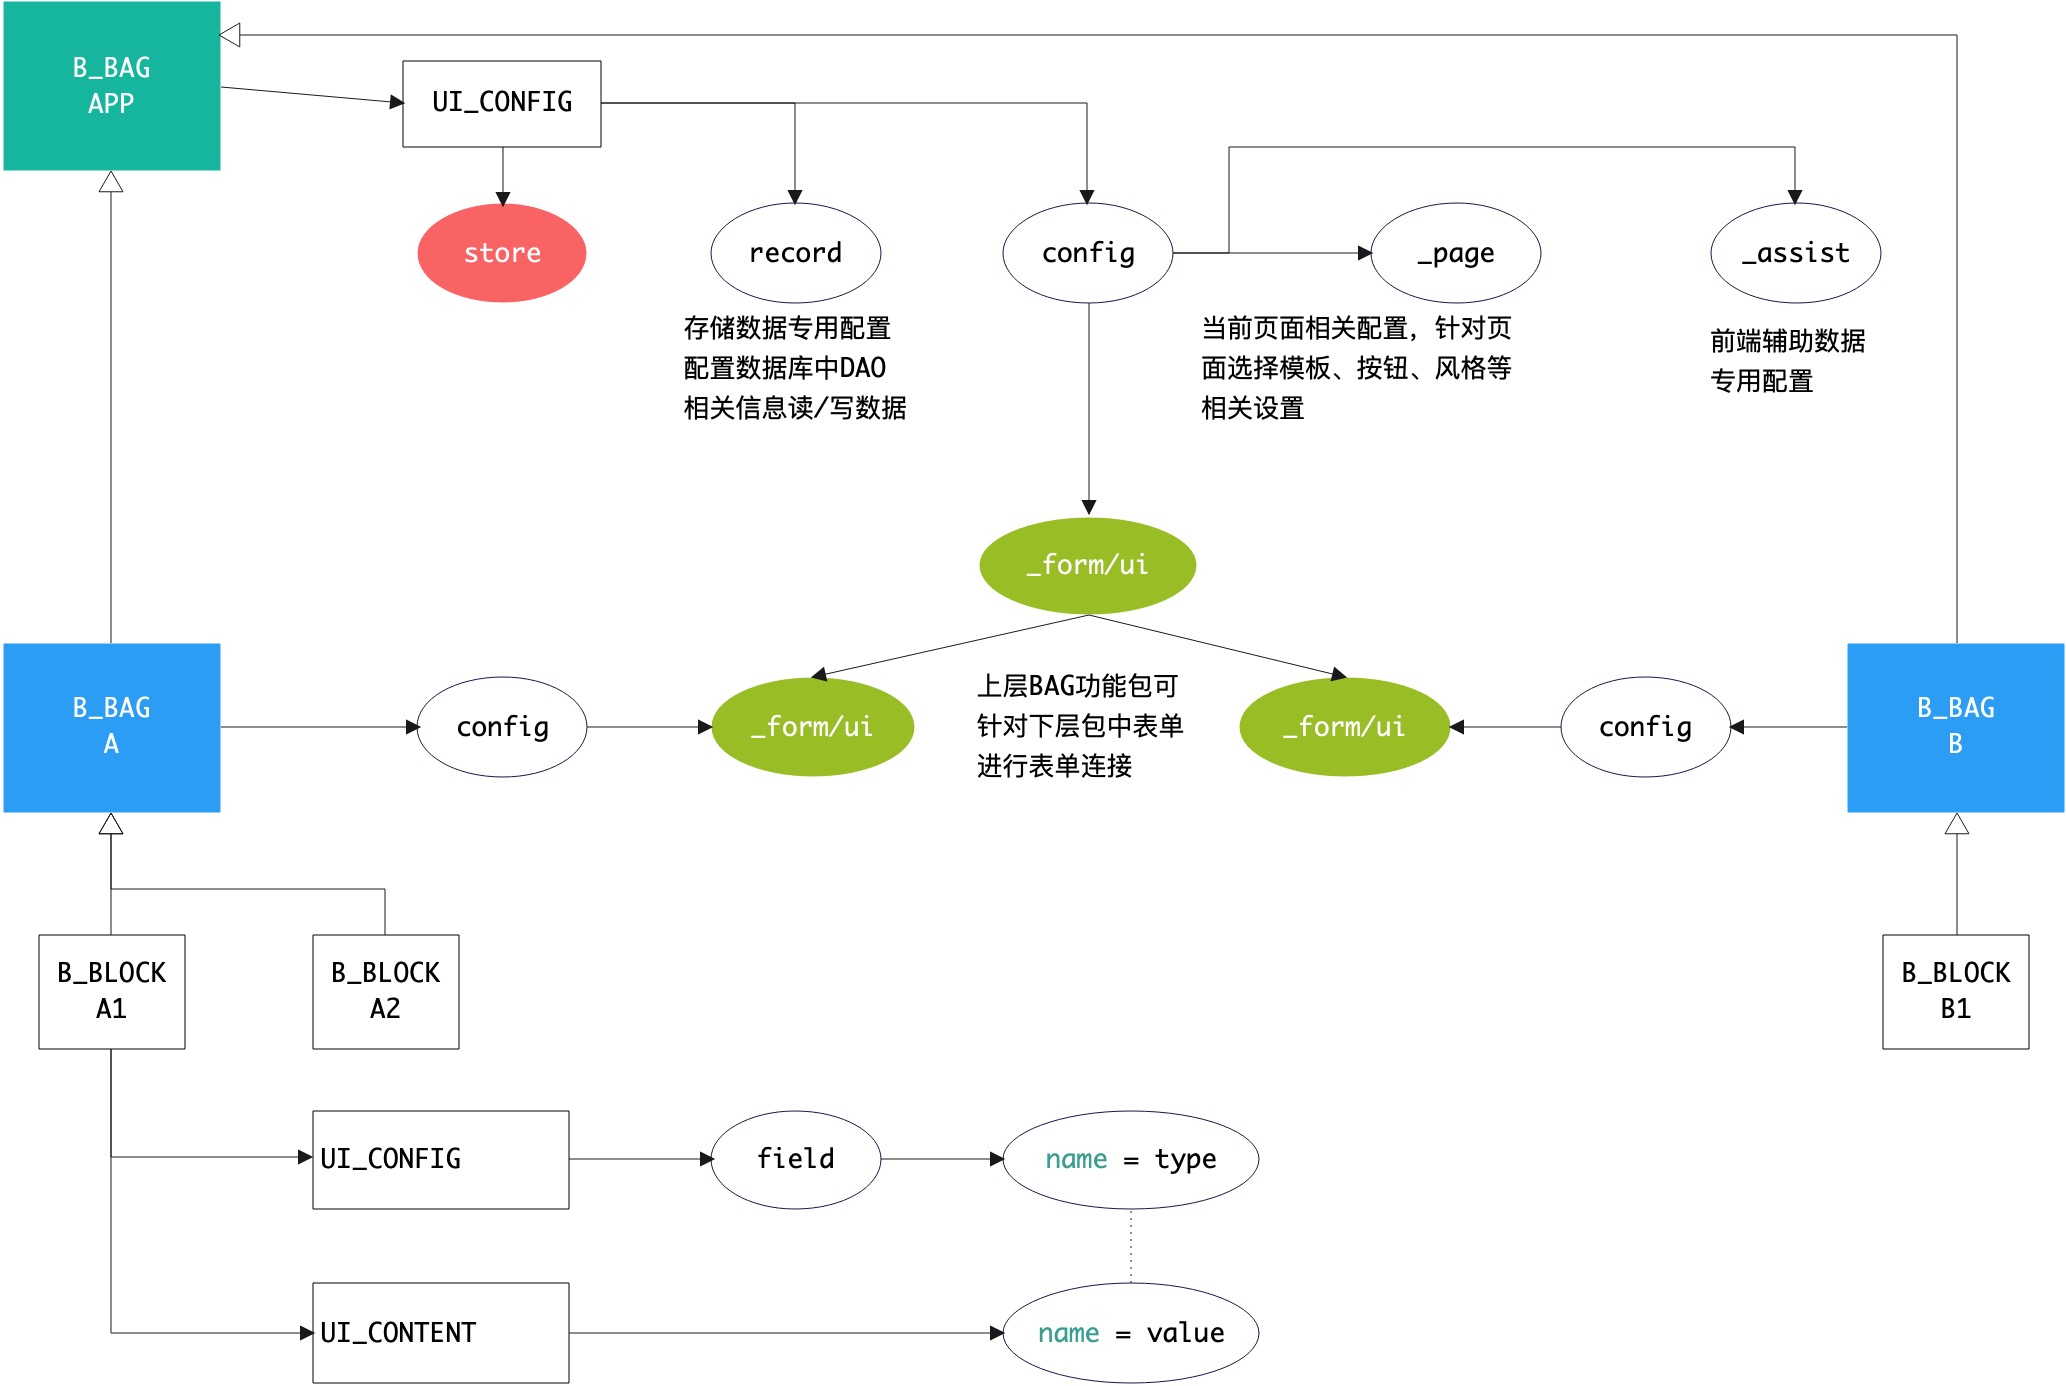 B_BAG
APP
UI_CONFIG
store
record
config
_page
_assist
存储数据专用配置
配置数据库中DAO
相关信息读/写数据
当前页面相关配置，针对页
面选择模板、按钮、风格等
相关设置
前端辅助数据
专用配置
_form/ui
B_BAG
A
config
_form/ui
上层BAG功能包可
针对下层包中表单
进行表单连接
_form/ui
config
B_BAG
B
B_BLOCK
A1
B_BLOCK
A2
B_BLOCK
B1
UI_CONFIG
field
name = type
UI_CONTENT
name = value